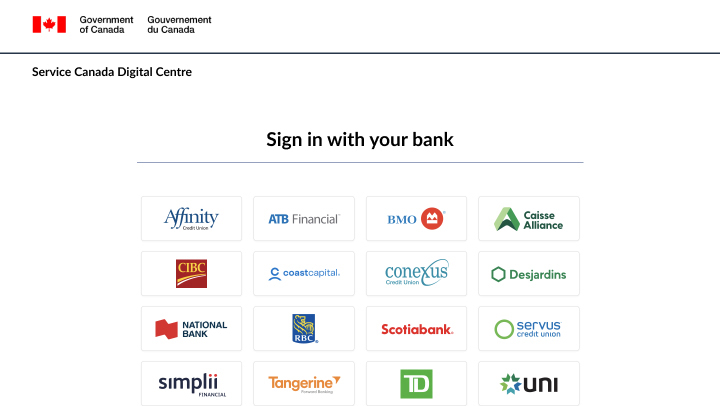 Government of Canada
Gouvernement du Canada
Service Canada Digital Centre
Sign in with your bank
Affinity Credit Union
ATB Financial
BMO
Caisse Alliance
CIBC
coastcapital
conexus Credit Union
Desjardins
NATIONAL BANK
RBC
Scotiabank
servus credit union
simplii FINANCIAL
Tangerine Forward Banking
TD
UNI